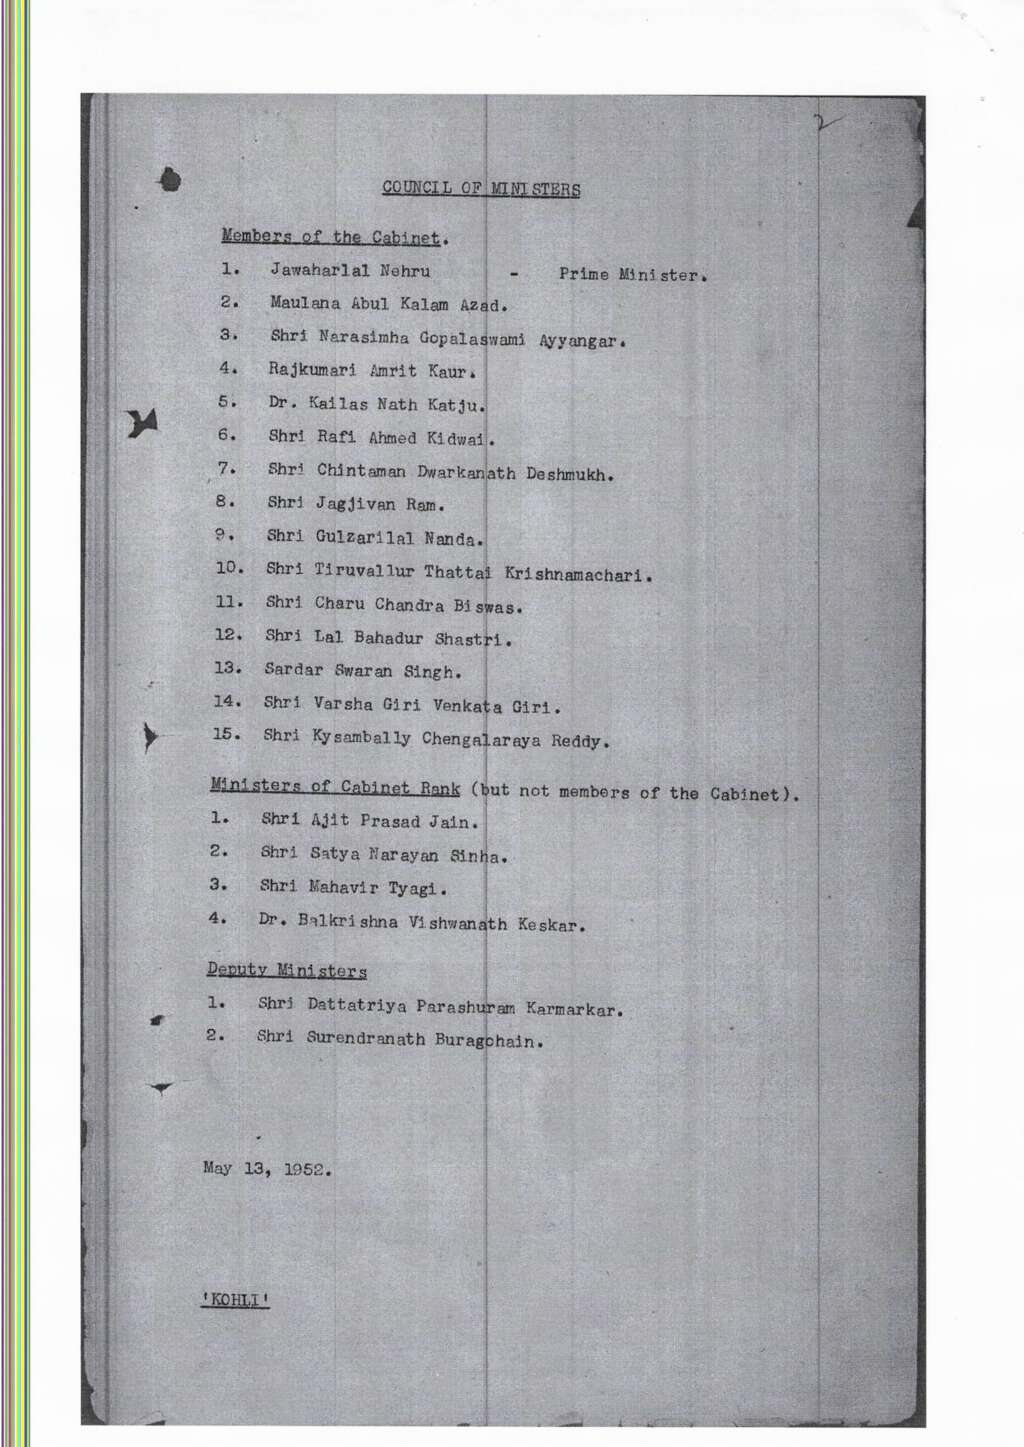 2
COUNCIL OF MINISTERS
Members of the Cabinet.
1. Jawaharlal Nehru - Prime Minister.
2. Maulana Abul Kalam Azad.
3. Shri Narasimha Gopalaswami Ayyangar.
4. Rajkumari Amrit Kaur.
5. Dr. Kailas Nath Katju.
6. Shri Rafi Ahmed Kidwai.
7. Shri Chintaman Dwarkanath Deshmukh.
8. Shri Jagjivan Ram.
9. Shri Gulzarilal Nanda.
10. Shri Tiruvallur Thattai Krishnamachari.
11. Shri Charu Chandra Biswas.
12. Shri Lal Bahadur Shastri.
13. Sardar Swaran Singh.
14. Shri Varsha Giri Venkata Giri.
15. Shri Kysambally Chengalaraya Reddy.
Ministers of Cabinet Rank (but not members of the Cabinet).
1. Shri Ajit Prasad Jain.
2. Shri Satya Narayan Sinha.
3. Shri Mahavir Tyagi.
4. Dr. Balkrishna Vishwanath Keskar.
Deputy Ministers
1. Shri Dattatriya Parashuram Karmarkar.
2. Shri Surendranath Buragohain.
May 13, 1952.
'KOHLI'